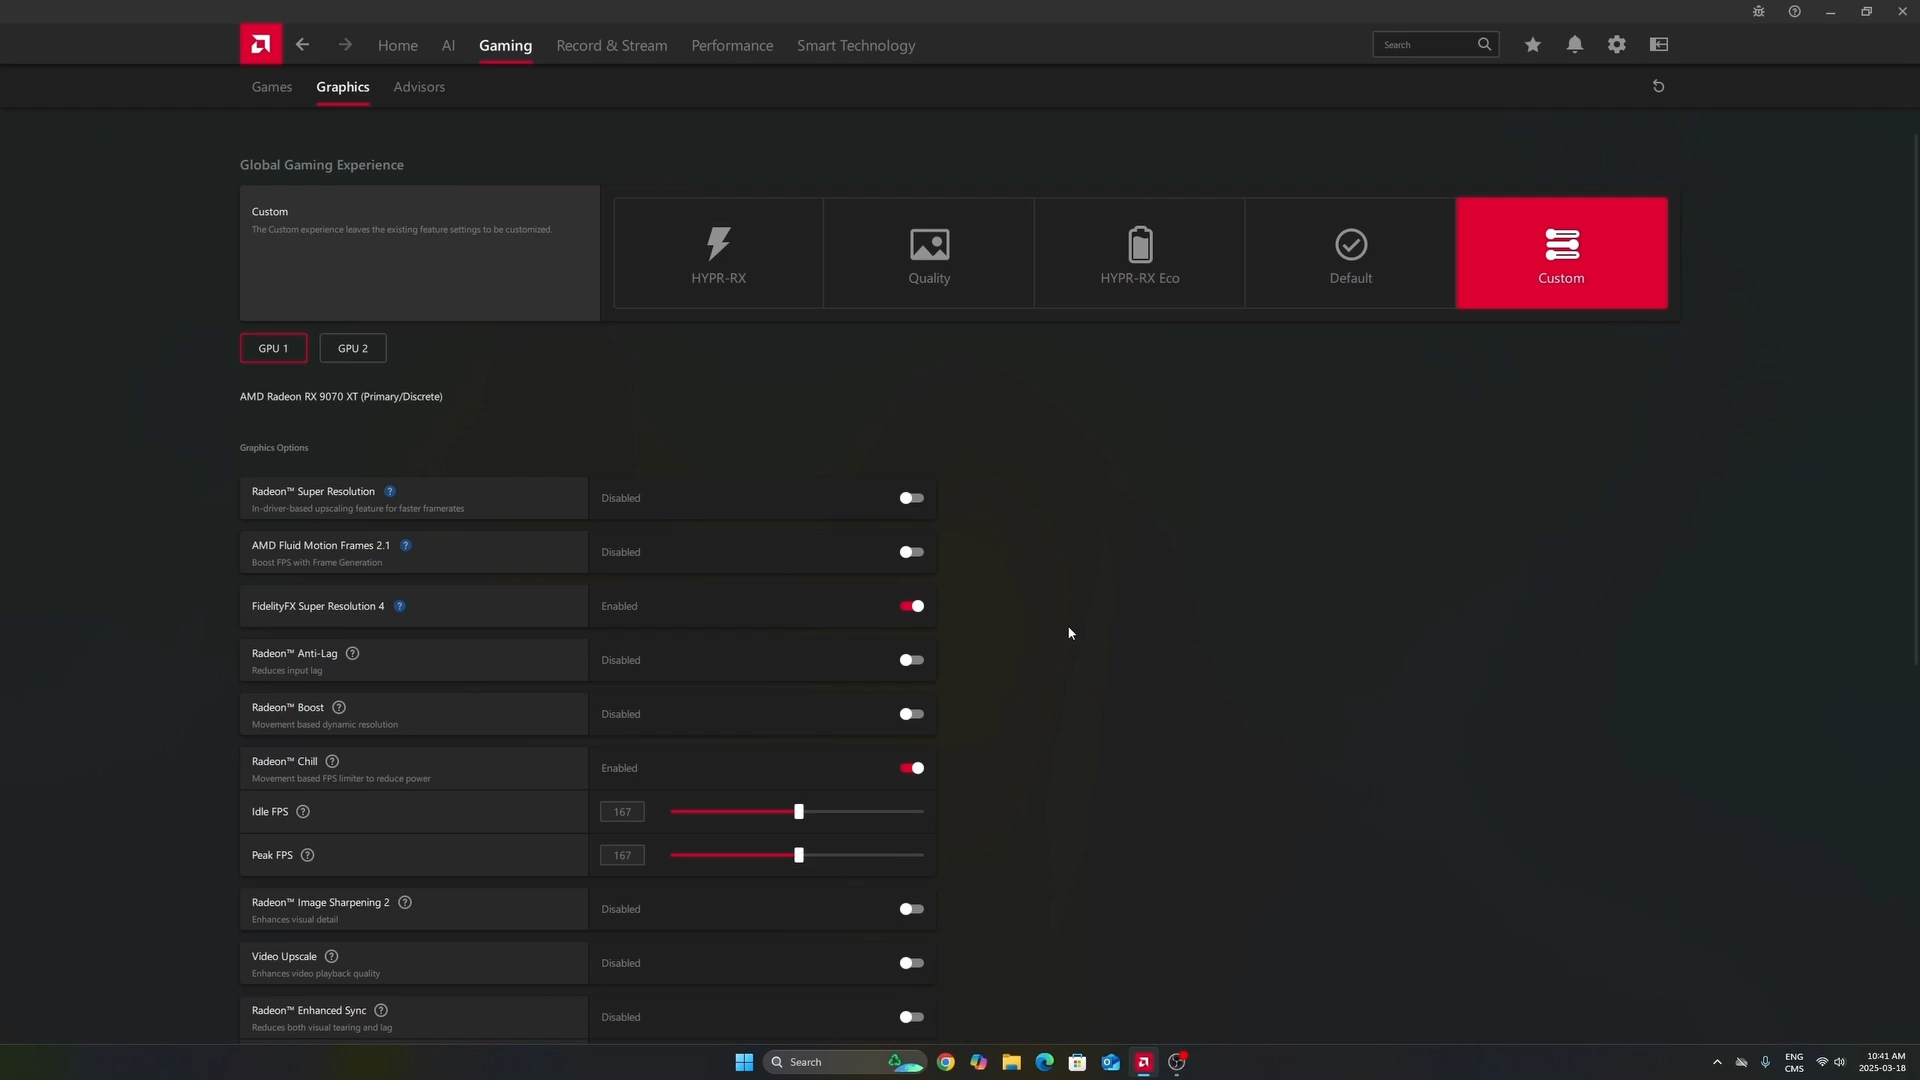 Home AI Gaming Record & Stream Performance Smart Technology Search
Games Graphics Advisors
Global Gaming Experience
Custom
The Custom experience leaves the existing feature settings to be customized.
HYPR-RX Quality HYPR-RX Eco Default Custom
GPU 1 GPU 2
AMD Radeon RX 9070 XT (Primary/Discrete)
Graphics Options
Radeon™ Super Resolution ?
In-driver-based upscaling feature for faster framerates
Disabled
AMD Fluid Motion Frames 2.1 ?
Boost FPS with Frame Generation
Disabled
FidelityFX Super Resolution 4 ?
Enabled
Radeon™ Anti-Lag ?
Reduces input lag
Disabled
Radeon™ Boost ?
Movement based dynamic resolution
Disabled
Radeon™ Chill ?
Movement based FPS limiter to reduce power
Enabled
Idle FPS ? 167
Peak FPS ? 167
Radeon™ Image Sharpening 2 ?
Enhances visual detail
Disabled
Video Upscale ?
Enhances video playback quality
Disabled
Radeon™ Enhanced Sync ?
Reduces both visual tearing and lag
Disabled
Search
ENG
CMS
10:41 AM
2025-03-18